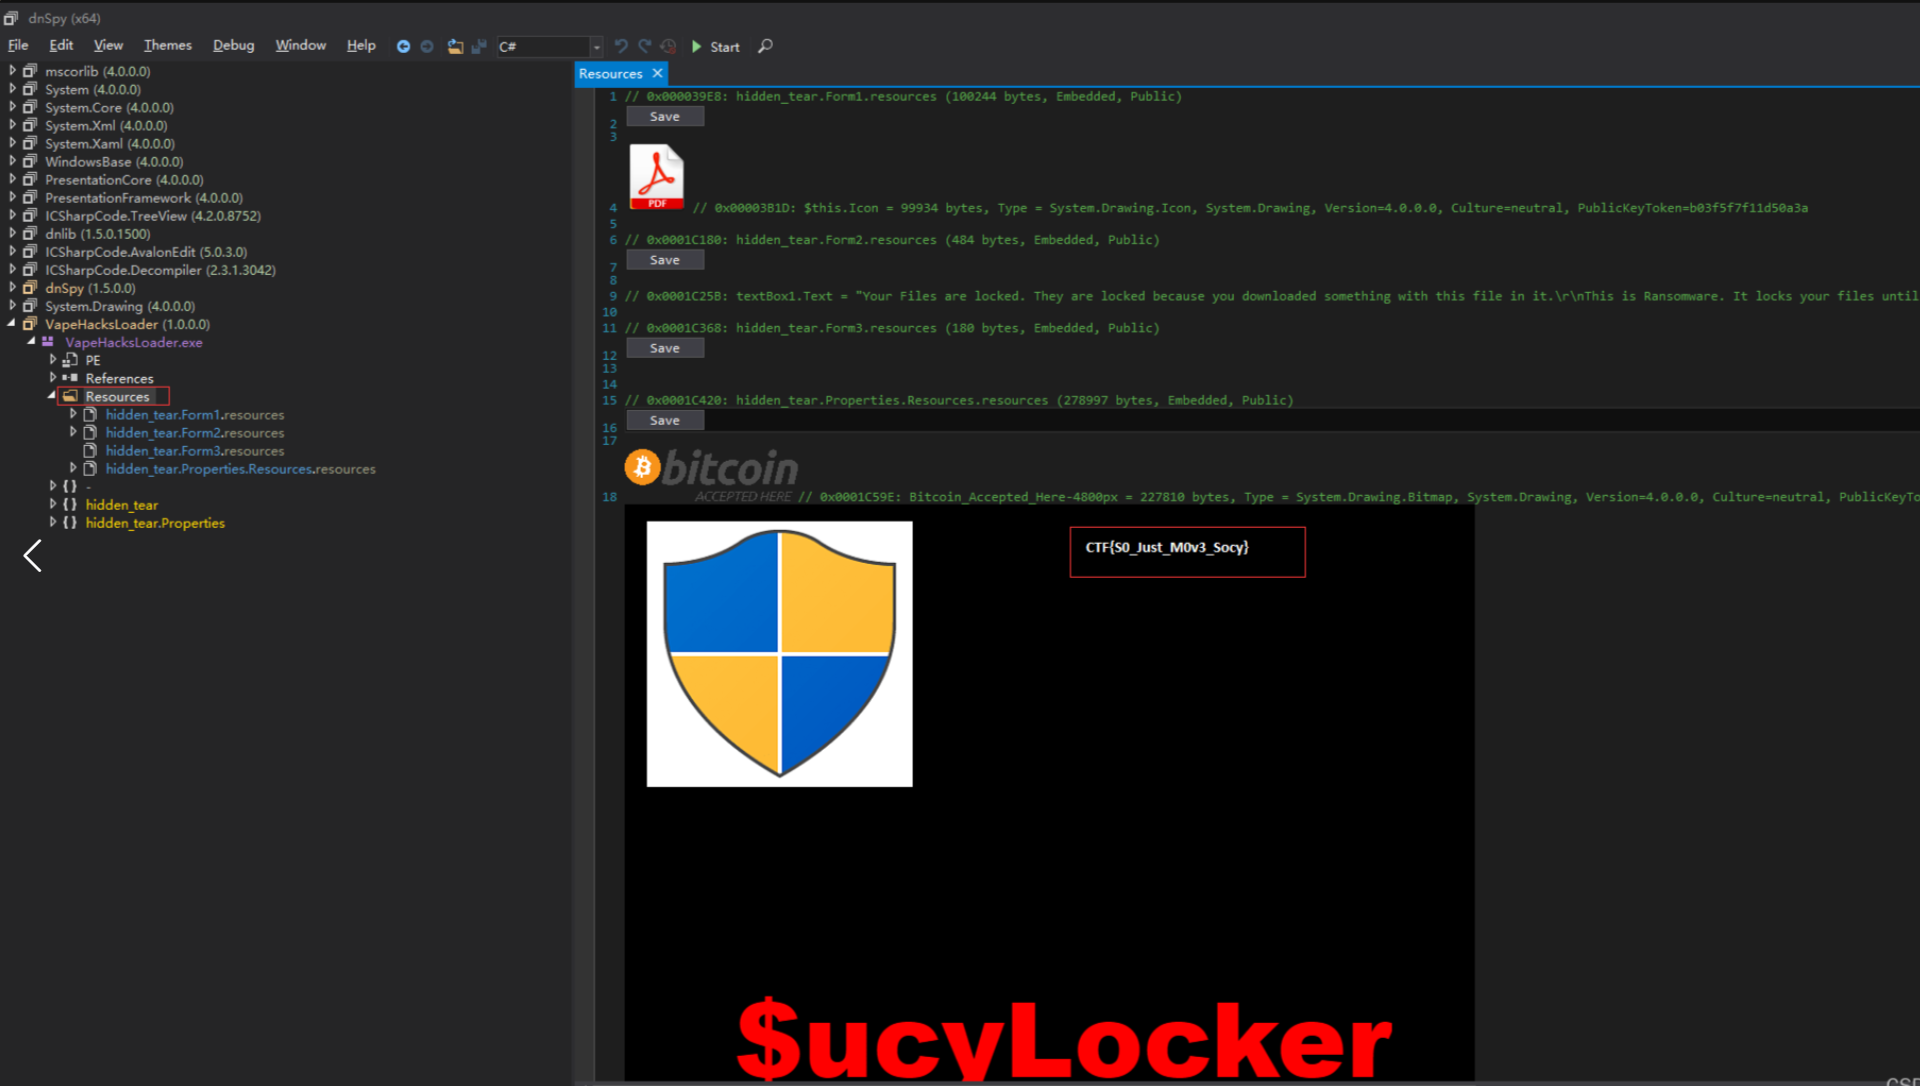 dnSpy (x64)
File Edit View Themes Debug Window Help C# Start
mscorlib (4.0.0.0)
System (4.0.0.0)
System.Core (4.0.0.0)
System.Xml (4.0.0.0)
System.Xaml (4.0.0.0)
WindowsBase (4.0.0.0)
PresentationCore (4.0.0.0)
PresentationFramework (4.0.0.0)
ICSharpCode.TreeView (4.2.0.8752)
dnlib (1.5.0.1500)
ICSharpCode.AvalonEdit (5.0.3.0)
ICSharpCode.Decompiler (2.3.1.3042)
dnSpy (1.5.0.0)
System.Drawing (4.0.0.0)
VapeHacksLoader (1.0.0.0)
VapeHacksLoader.exe
PE
References
Resources
hidden_tear.Form1.resources
hidden_tear.Form2.resources
hidden_tear.Form3.resources
hidden_tear.Properties.Resources.resources
{ } -
{ } hidden_tear
{ } hidden_tear.Properties
Resources
1 // 0x000039E8: hidden_tear.Form1.resources (100244 bytes, Embedded, Public)
2 Save
3
PDF
4 // 0x00003B1D: $this.Icon = 99934 bytes, Type = System.Drawing.Icon, System.Drawing, Version=4.0.0.0, Culture=neutral, PublicKeyToken=b03f5f7f11d50a3a
5
6 // 0x0001C180: hidden_tear.Form2.resources (484 bytes, Embedded, Public)
7 Save
8
9 // 0x0001C25B: textBox1.Text = "Your Files are locked. They are locked because you downloaded something with this file in it.\r\nThis is Ransomware. It locks your files until
10
11 // 0x0001C368: hidden_tear.Form3.resources (180 bytes, Embedded, Public)
12 Save
13
14
15 // 0x0001C420: hidden_tear.Properties.Resources.resources (278997 bytes, Embedded, Public)
16 Save
17
bitcoin
ACCEPTED HERE
18 // 0x0001C59E: Bitcoin_Accepted_Here-4800px = 227810 bytes, Type = System.Drawing.Bitmap, System.Drawing, Version=4.0.0.0, Culture=neutral, PublicKeyTo
CTF{S0_Just_M0v3_Socy}
$ucyLocker